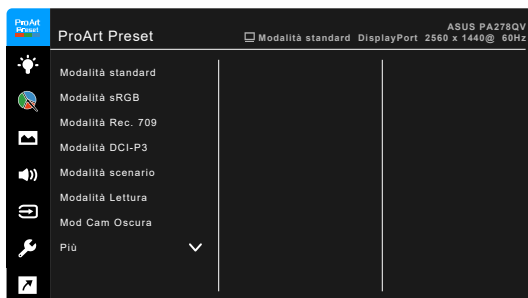 ProArt
Preset
ProArt Preset
ASUS PA278QV
Modalità standard DisplayPort 2560 x 1440@ 60Hz
Modalità standard
Modalità sRGB
Modalità Rec. 709
Modalità DCI-P3
Modalità scenario
Modalità Lettura
Mod Cam Oscura
Più